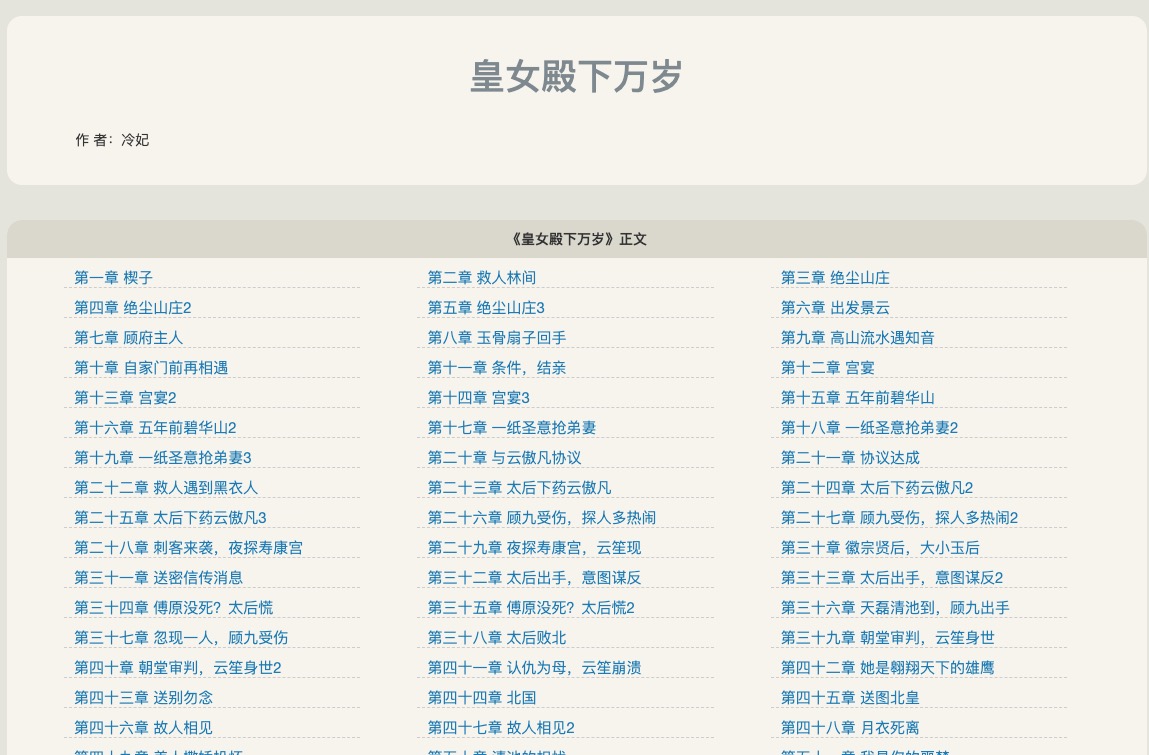 皇女殿下万岁
作 者：冷妃
《皇女殿下万岁》正文
第一章 楔子 第二章 救人林间 第三章 绝尘山庄
第四章 绝尘山庄2 第五章 绝尘山庄3 第六章 出发景云
第七章 顾府主人 第八章 玉骨扇子回手 第九章 高山流水遇知音
第十章 自家门前再相遇 第十一章 条件，结亲 第十二章 宫宴
第十三章 宫宴2 第十四章 宫宴3 第十五章 五年前碧华山
第十六章 五年前碧华山2 第十七章 一纸圣意抢弟妻 第十八章 一纸圣意抢弟妻2
第十九章 一纸圣意抢弟妻3 第二十章 与云傲凡协议 第二十一章 协议达成
第二十二章 救人遇到黑衣人 第二十三章 太后下药云傲凡 第二十四章 太后下药云傲凡2
第二十五章 太后下药云傲凡3 第二十六章 顾九受伤，探人多热闹 第二十七章 顾九受伤，探人多热闹2
第二十八章 刺客来袭，夜探寿康宫 第二十九章 夜探寿康宫，云笙现 第三十章 徽宗贤后，大小玉后
第三十一章 送密信传消息 第三十二章 太后出手，意图谋反 第三十三章 太后出手，意图谋反2
第三十四章 傅原没死？太后慌 第三十五章 傅原没死？太后慌2 第三十六章 天磊清池到，顾九出手
第三十七章 忽现一人，顾九受伤 第三十八章 太后败北 第三十九章 朝堂审判，云笙身世
第四十章 朝堂审判，云笙身世2 第四十一章 认仇为母，云笙崩溃 第四十二章 她是翱翔天下的雄鹰
第四十三章 送别勿念 第四十四章 北国 第四十五章 送图北皇
第四十六章 故人相见 第四十七章 故人相见2 第四十八章 月衣死离